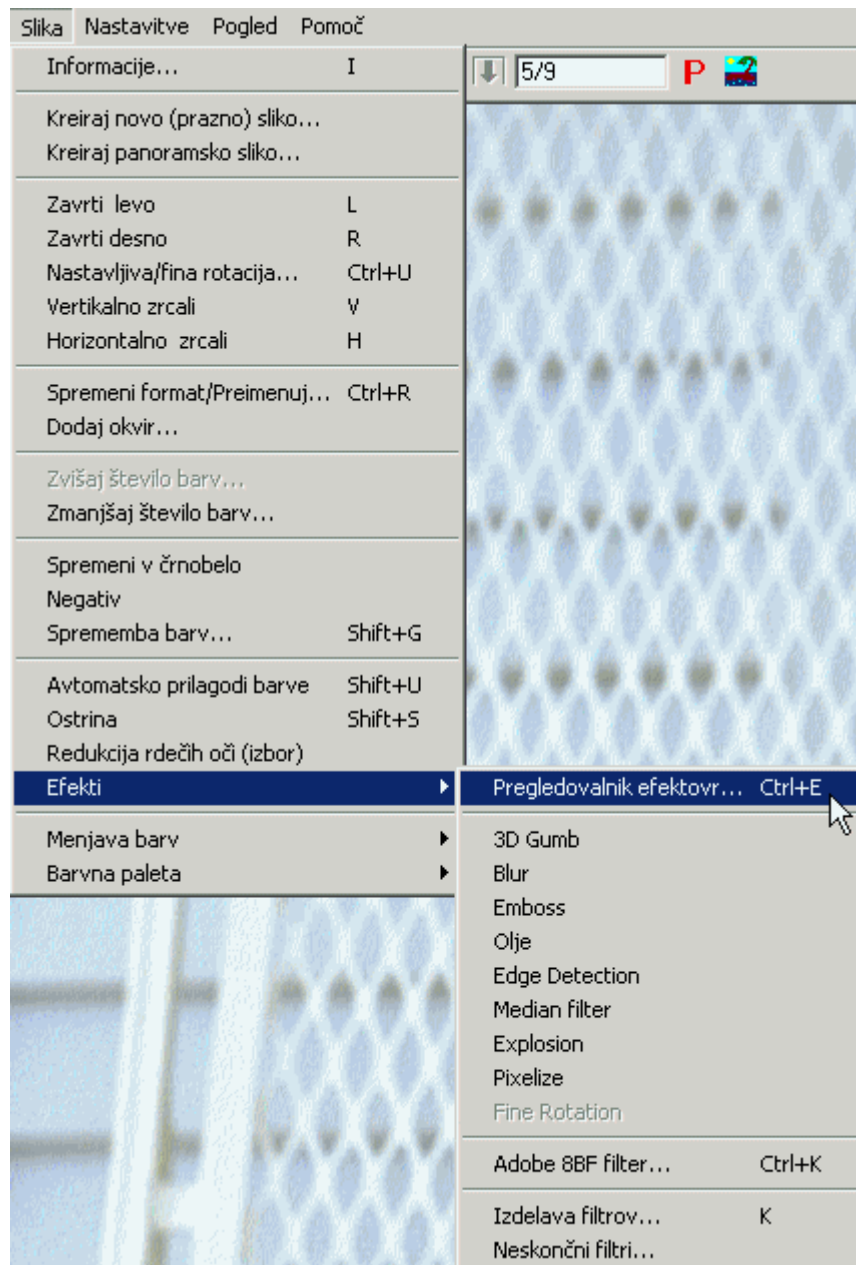 Slika Nastavitve Pogled Pomoč
Informacije... I
5/9 P
Kreiraj novo (prazno) sliko...
Kreiraj panoramsko sliko...
Zavrti levo L
Zavrti desno R
Nastavljiva/fina rotacija... Ctrl+U
Vertikalno zrcali V
Horizontalno zrcali H
Spremeni format/Preimenuj... Ctrl+R
Dodaj okvir...
Zvišaj število barv...
Zmanjšaj število barv...
Spremeni v črnobelo
Negativ
Sprememba barv... Shift+G
Avtomatsko prilagodi barve Shift+U
Ostrina Shift+S
Redukcija rdečih oči (izbor)
Efekti
Menjava barv
Barvna paleta
Pregledovalnik efektovr... Ctrl+E
3D Gumb
Blur
Emboss
Olje
Edge Detection
Median filter
Explosion
Pixelize
Fine Rotation
Adobe 8BF filter... Ctrl+K
Izdelava filtrov... K
Neskončni filtri...